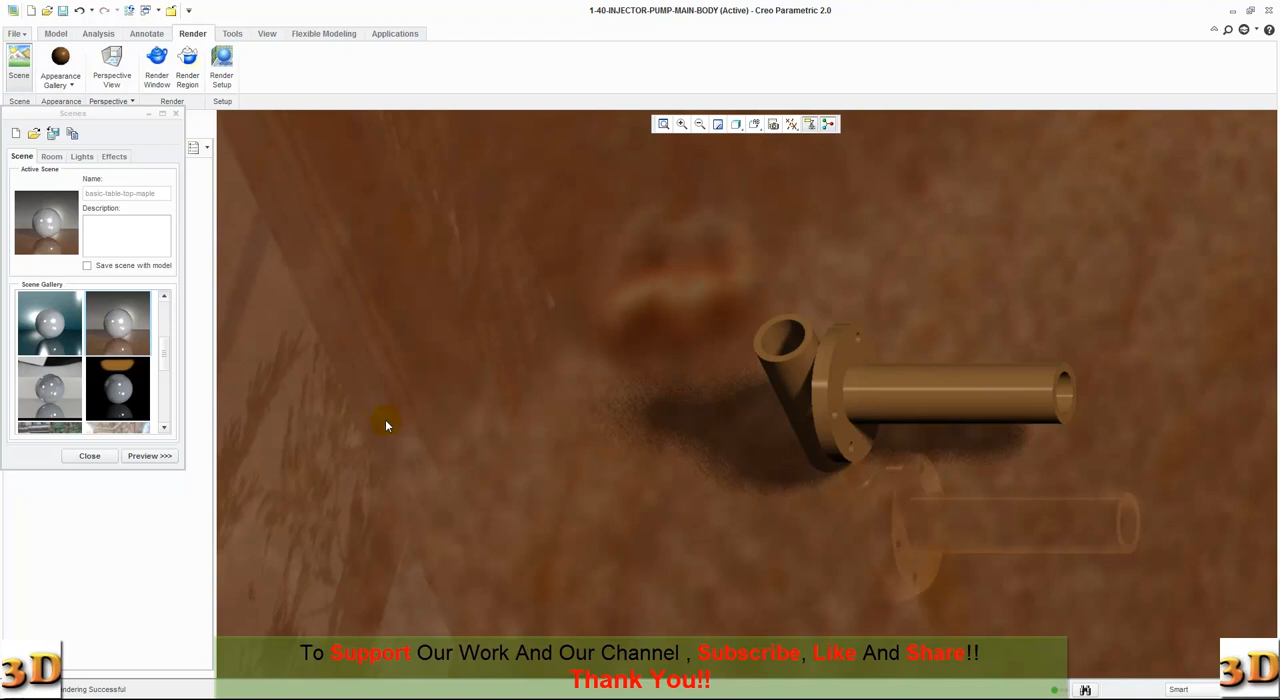 1-40-INJECTOR-PUMP-MAIN-BODY (Active) - Creo Parametric 2.0
File Model Analysis Annotate Render Tools View Flexible Modeling Applications
Scene
Appearance
Gallery
Perspective
View
Render
Window
Render
Region
Render
Setup
Scene Appearance Perspective Render Setup
Scenes
Scene Room Lights Effects
Active Scene
Name:
basic-table-top-maple
Description:
Save scene with model
Scene Gallery
Close Preview >>>
To Support Our Work And Our Channel , Subscribe, Like And Share!!
Thank You!!
3D
3D
ndering Successful
Smart